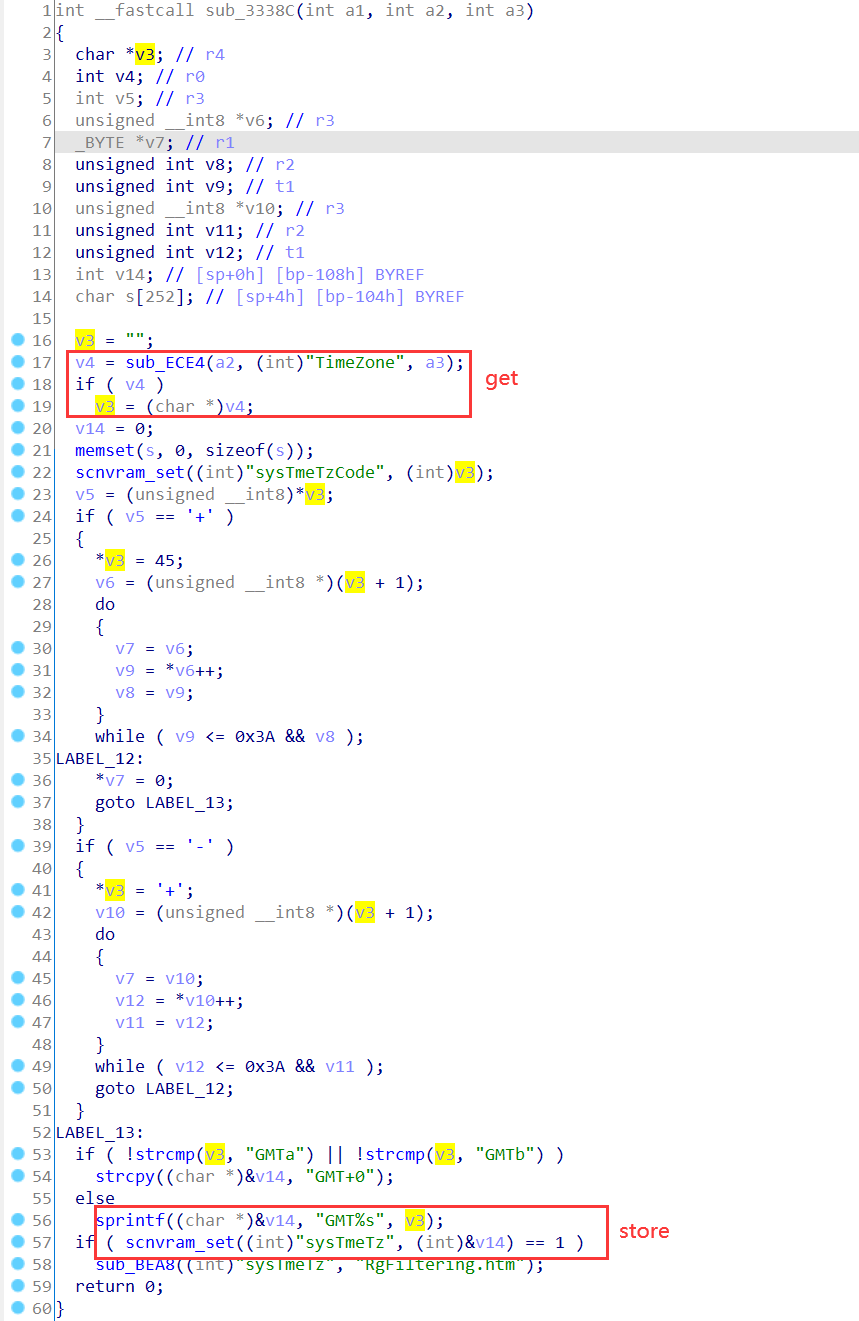 1 int __fastcall sub_3338C(int a1, int a2, int a3)
2 {
3 char *v3; // r4
4 int v4; // r0
5 int v5; // r3
6 unsigned __int8 *v6; // r3
7 _BYTE *v7; // r1
8 unsigned int v8; // r2
9 unsigned int v9; // t1
10 unsigned __int8 *v10; // r3
11 unsigned int v11; // r2
12 unsigned int v12; // t1
13 int v14; // [sp+0h] [bp-108h] BYREF
14 char s[252]; // [sp+4h] [bp-104h] BYREF
15
16 v3 = "";
17 v4 = sub_ECE4(a2, (int)"TimeZone", a3);
18 if ( v4 ) get
19 v3 = (char *)v4;
20 v14 = 0;
21 memset(s, 0, sizeof(s));
22 scnvram_set((int)"sysTmeTzCode", (int)v3);
23 v5 = (unsigned __int8)*v3;
24 if ( v5 == '+' )
25 {
26 *v3 = 45;
27 v6 = (unsigned __int8 *)(v3 + 1);
28 do
29 {
30 v7 = v6;
31 v9 = *v6++;
32 v8 = v9;
33 }
34 while ( v9 <= 0x3A && v8 );
35 LABEL_12:
36 *v7 = 0;
37 goto LABEL_13;
38 }
39 if ( v5 == '-' )
40 {
41 *v3 = '+';
42 v10 = (unsigned __int8 *)(v3 + 1);
43 do
44 {
45 v7 = v10;
46 v12 = *v10++;
47 v11 = v12;
48 }
49 while ( v12 <= 0x3A && v11 );
50 goto LABEL_12;
51 }
52 LABEL_13:
53 if ( !strcmp(v3, "GMTa") || !strcmp(v3, "GMTb") )
54 strcpy((char *)&v14, "GMT+0");
55 else
56 sprintf((char *)&v14, "GMT%s", v3);
57 if ( scnvram_set((int)"sysTmeTz", (int)&v14) == 1 ) store
58 sub_BEA8((int)"sysTmeTz", "RgFiltering.htm");
59 return 0;
60 }